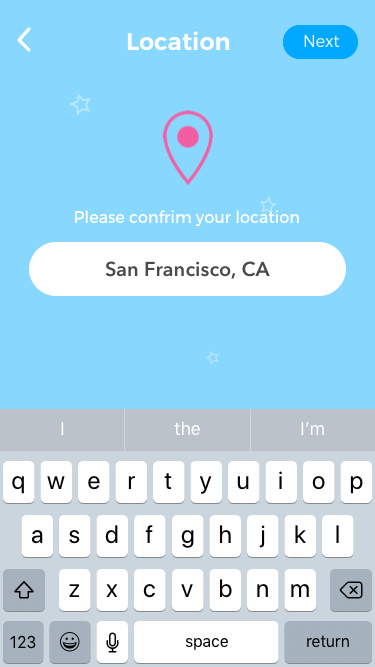 Location Next
Please confrim your location
San Francisco, CA
I the I'm
q w e r t y u i o p
a s d f g h j k l
z x c v b n m
123 space return